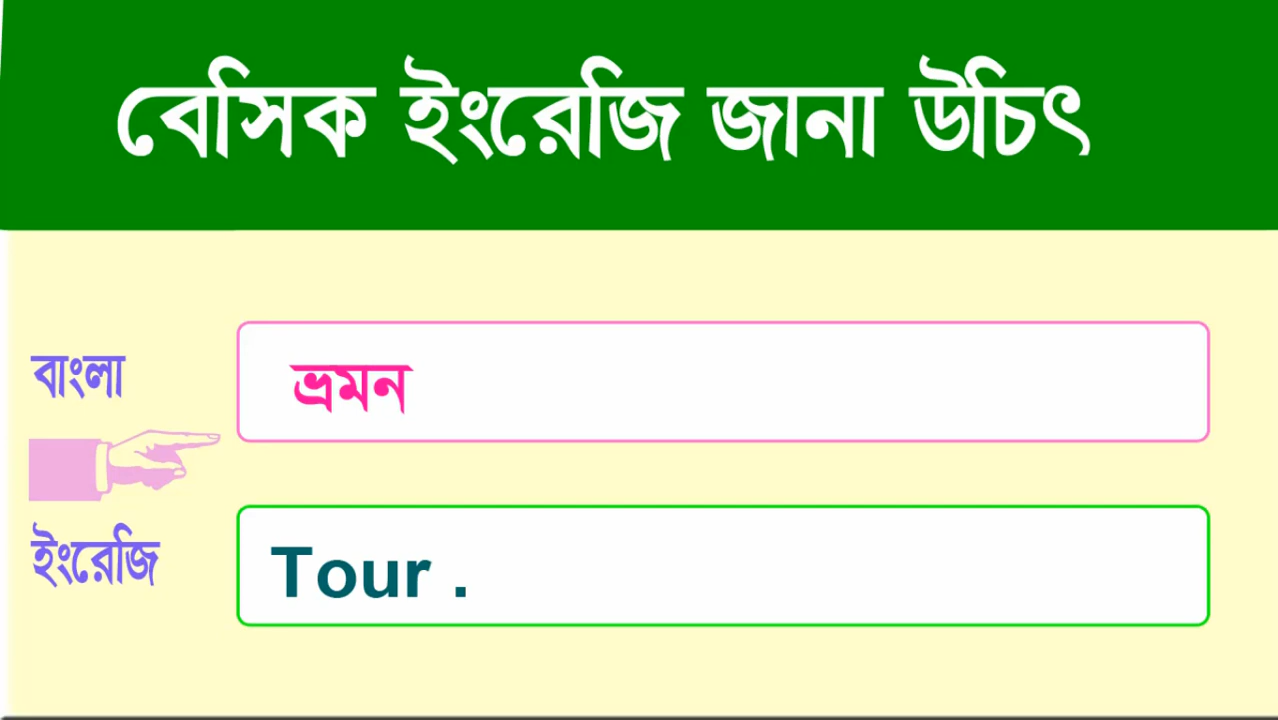 বেসিক ইংরেজি জানা উচিৎ
বাংলা
ভ্রমন
ইংরেজি
Tour .